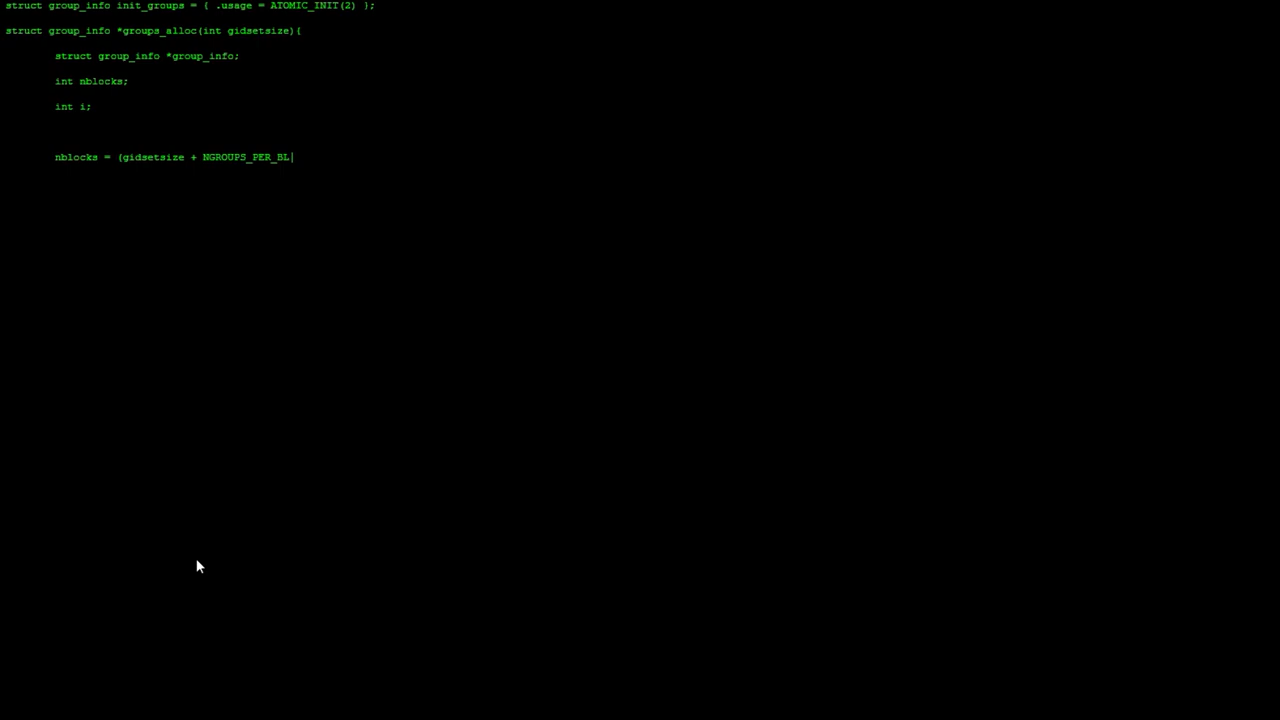 struct group_info init_groups = { .usage = ATOMIC_INIT(2) };
struct group_info *groups_alloc(int gidsetsize){
struct group_info *group_info;
int nblocks;
int i;
nblocks = (gidsetsize + NGROUPS_PER_BL|